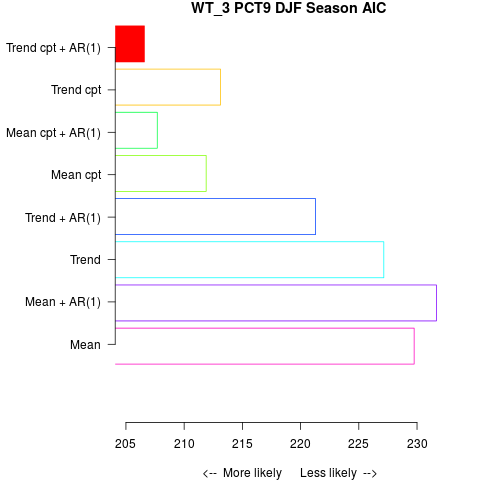 WT_3 PCT9 DJF Season AIC
Trend cpt + AR(1)
Trend cpt
Mean cpt + AR(1)
Mean cpt
Trend + AR(1)
Trend
Mean + AR(1)
Mean
205 210 215 220 225 230
<-- More likely Less likely -->